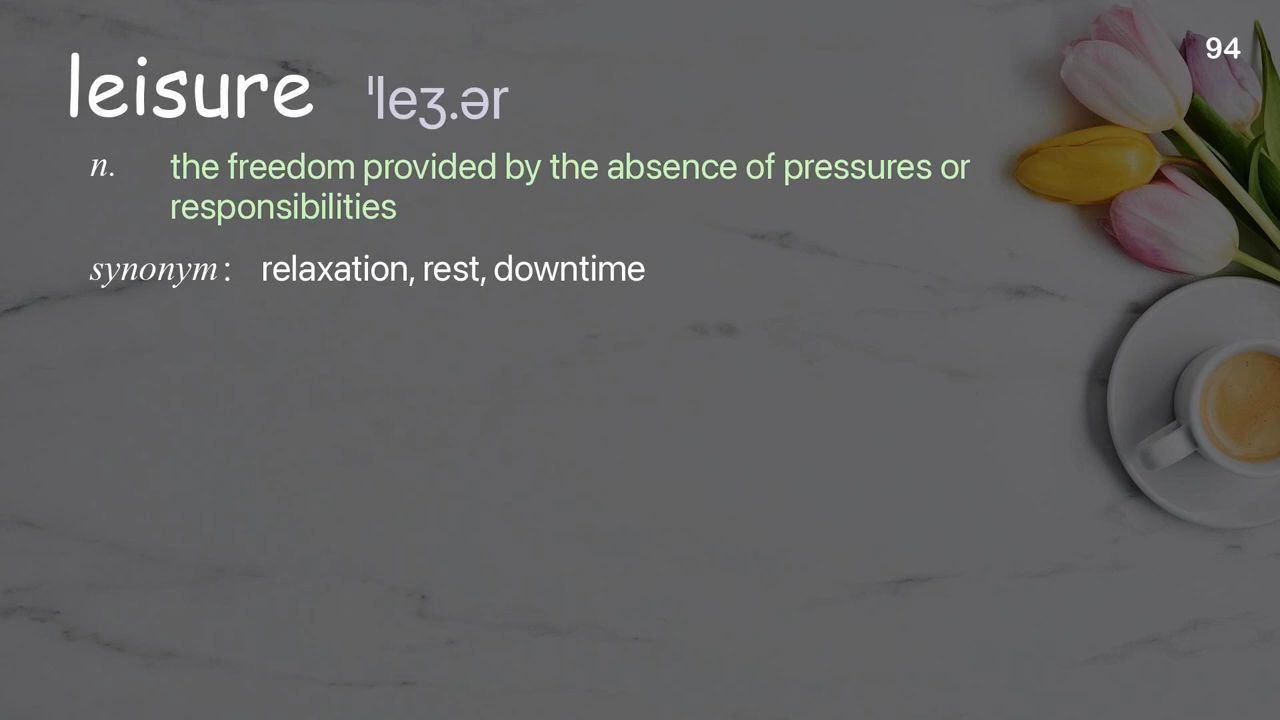 94
leisure ˈleʒ.ər
n. the freedom provided by the absence of pressures or
responsibilities
synonym: relaxation, rest, downtime